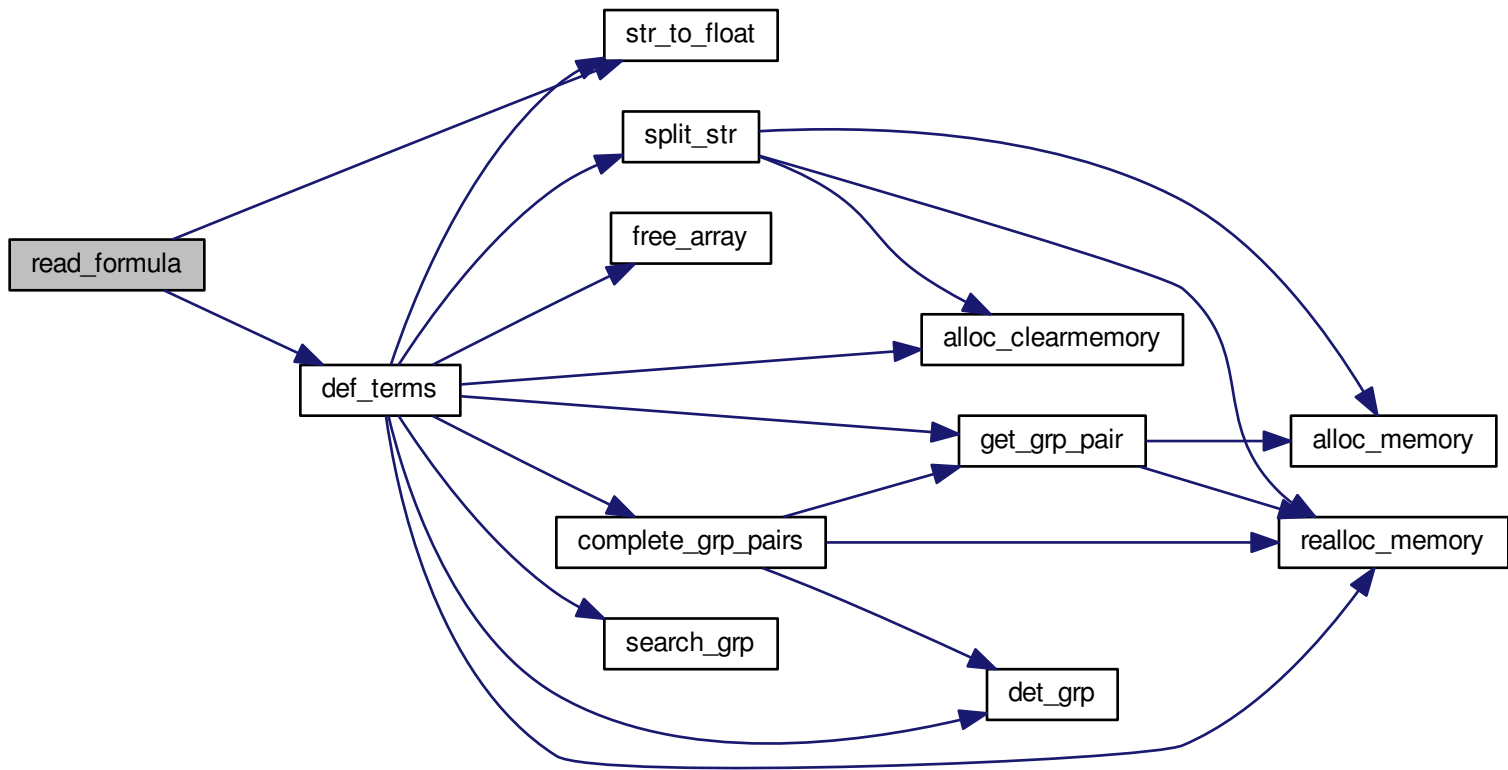 str_to_float
split_str
read_formula
free_array
alloc_clearmemory
def_terms
get_grp_pair
alloc_memory
complete_grp_pairs
realloc_memory
search_grp
det_grp